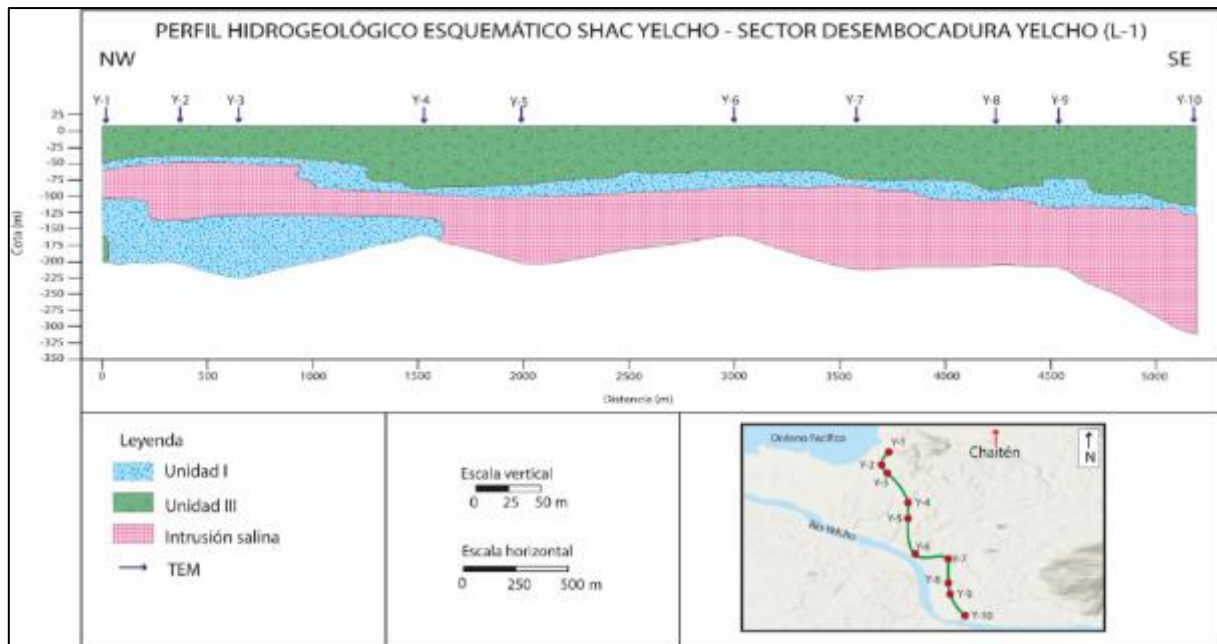 PERFIL HIDROGEOLÓGICO ESQUEMÁTICO SHAC YELCHO - SECTOR DESEMBOCADURA YELCHO (L-1)
NW SE
Y-1 Y-2 Y-3 Y-4 Y-5 Y-6 Y-7 Y-8 Y-9 Y-10
25
0
-25
-50
-75
-100
-125
-150
-175
-200
-225
-250
-275
-300
-325
-350
Cota (m)
0 500 1000 1500 2000 2500 3000 3500 4000 4500 5000
Distancia (m)
Leyenda
Unidad I
Unidad III
Intrusión salina
TEM
Escala vertical
0 25 50 m
Escala horizontal
0 250 500 m
Océano Pacífico
Chaitén
N
Río Yelcho
Y-1
Y-2
Y-3
Y-4
Y-5
Y-6
Y-7
Y-8
Y-9
Y-10